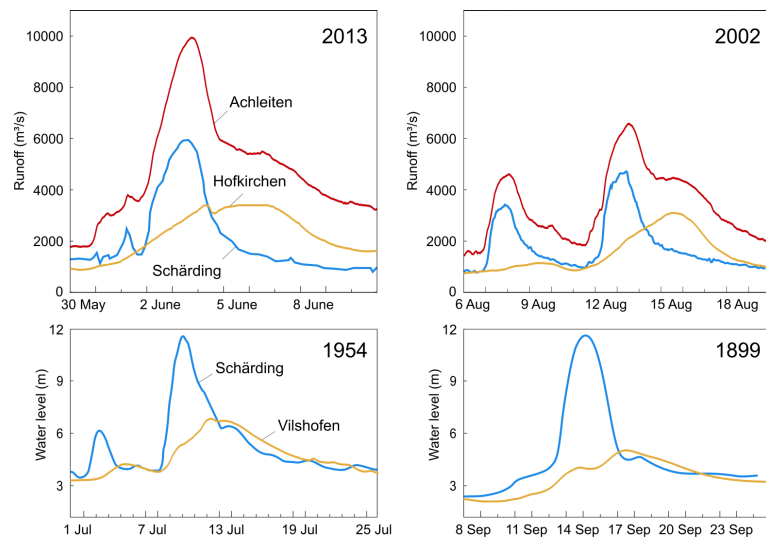 2013
Runoff (m³/s)
10000
8000
6000
4000
2000
0
Achleiten
Hofkirchen
Schärding
30 May
2 June
5 June
8 June
2002
Runoff (m³/s)
10000
8000
6000
4000
2000
0
6 Aug
9 Aug
12 Aug
15 Aug
18 Aug
1954
Water level (m)
12
9
6
3
Schärding
Vilshofen
1 Jul
7 Jul
13 Jul
19 Jul
25 Jul
1899
Water level (m)
12
9
6
3
8 Sep
11 Sep
14 Sep
17 Sep
20 Sep
23 Sep